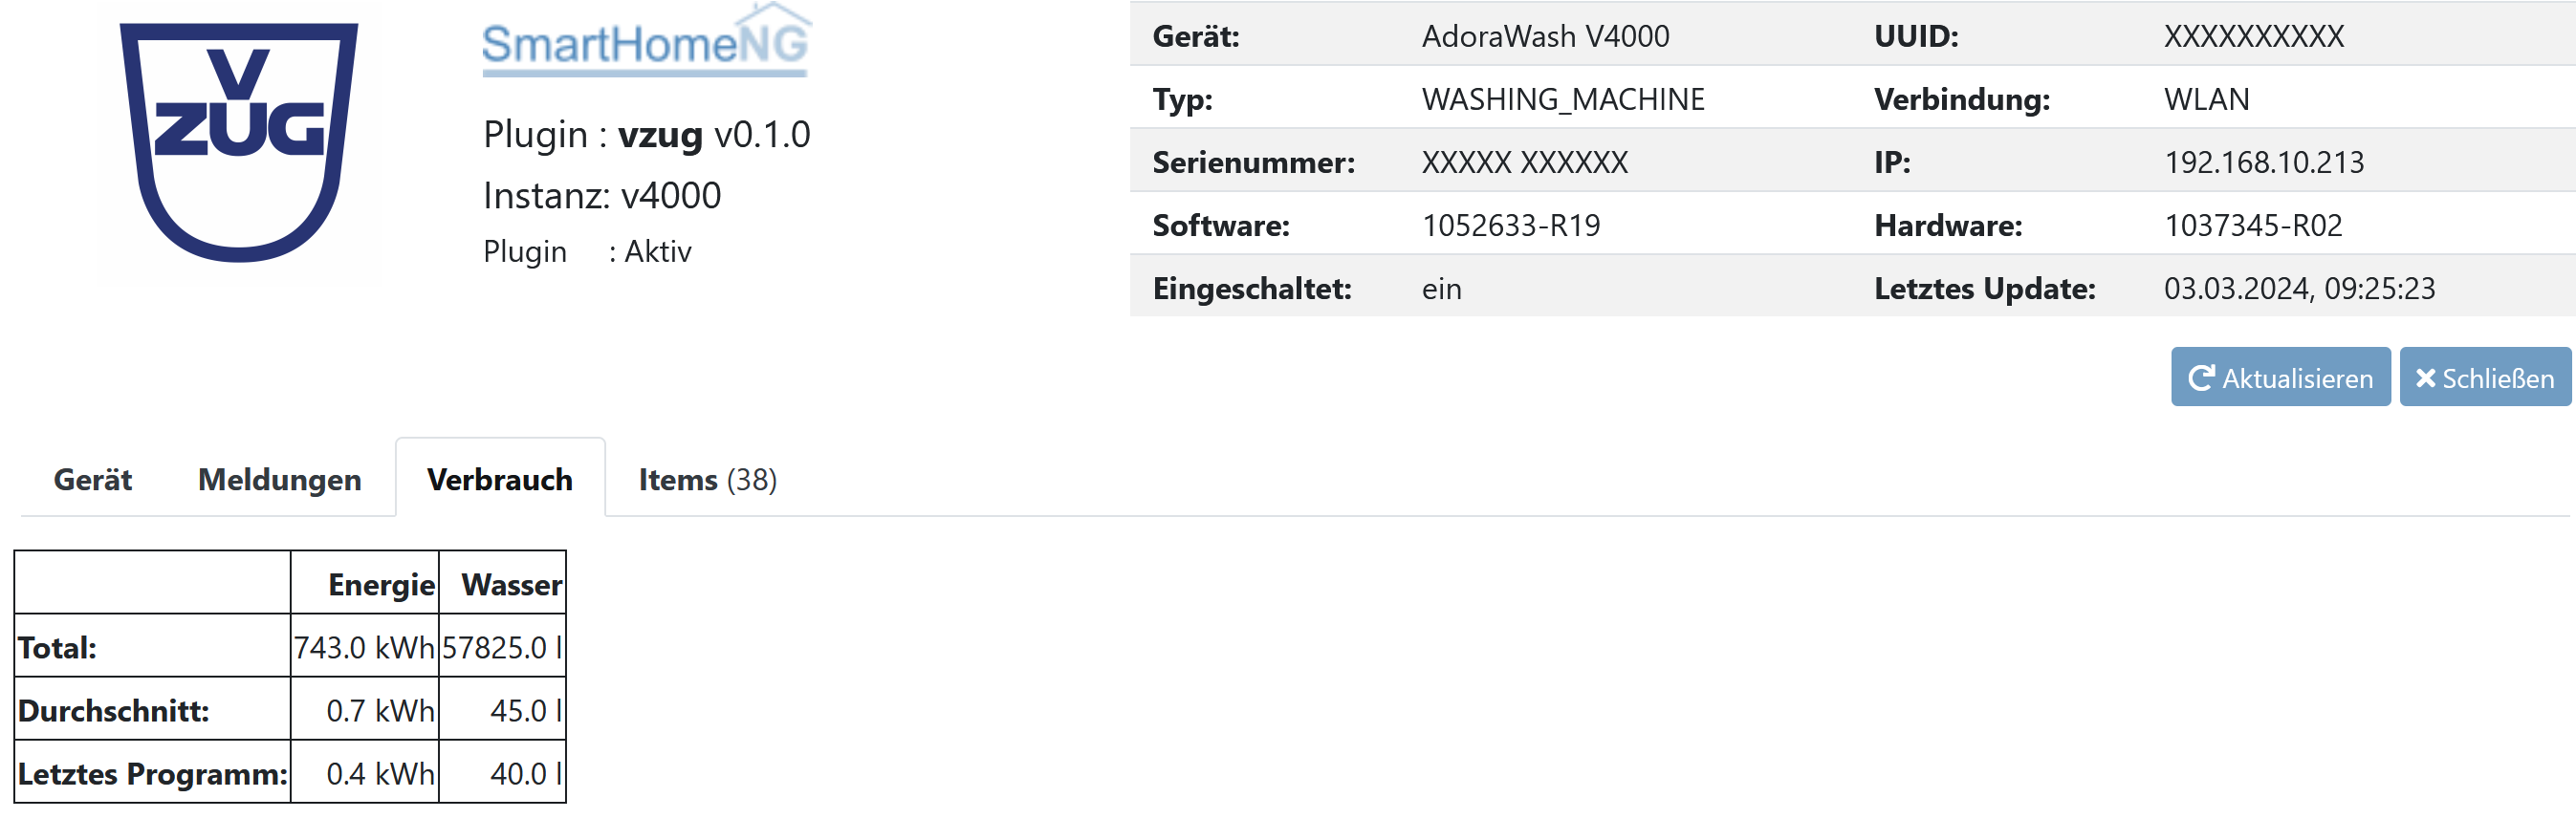 V
ZUG
SmartHomeNG
Plugin : vzug v0.1.0
Instanz: v4000
Plugin : Aktiv
Gerät: AdoraWash V4000 UUID: XXXXXXXXXX
Typ: WASHING_MACHINE Verbindung: WLAN
Serienummer: XXXXX XXXXXX IP: 192.168.10.213
Software: 1052633-R19 Hardware: 1037345-R02
Eingeschaltet: ein Letztes Update: 03.03.2024, 09:25:23
Aktualisieren Schließen
Gerät Meldungen Verbrauch Items (38)
Energie Wasser
Total: 743.0 kWh 57825.0 l
Durchschnitt: 0.7 kWh 45.0 l
Letztes Programm: 0.4 kWh 40.0 l